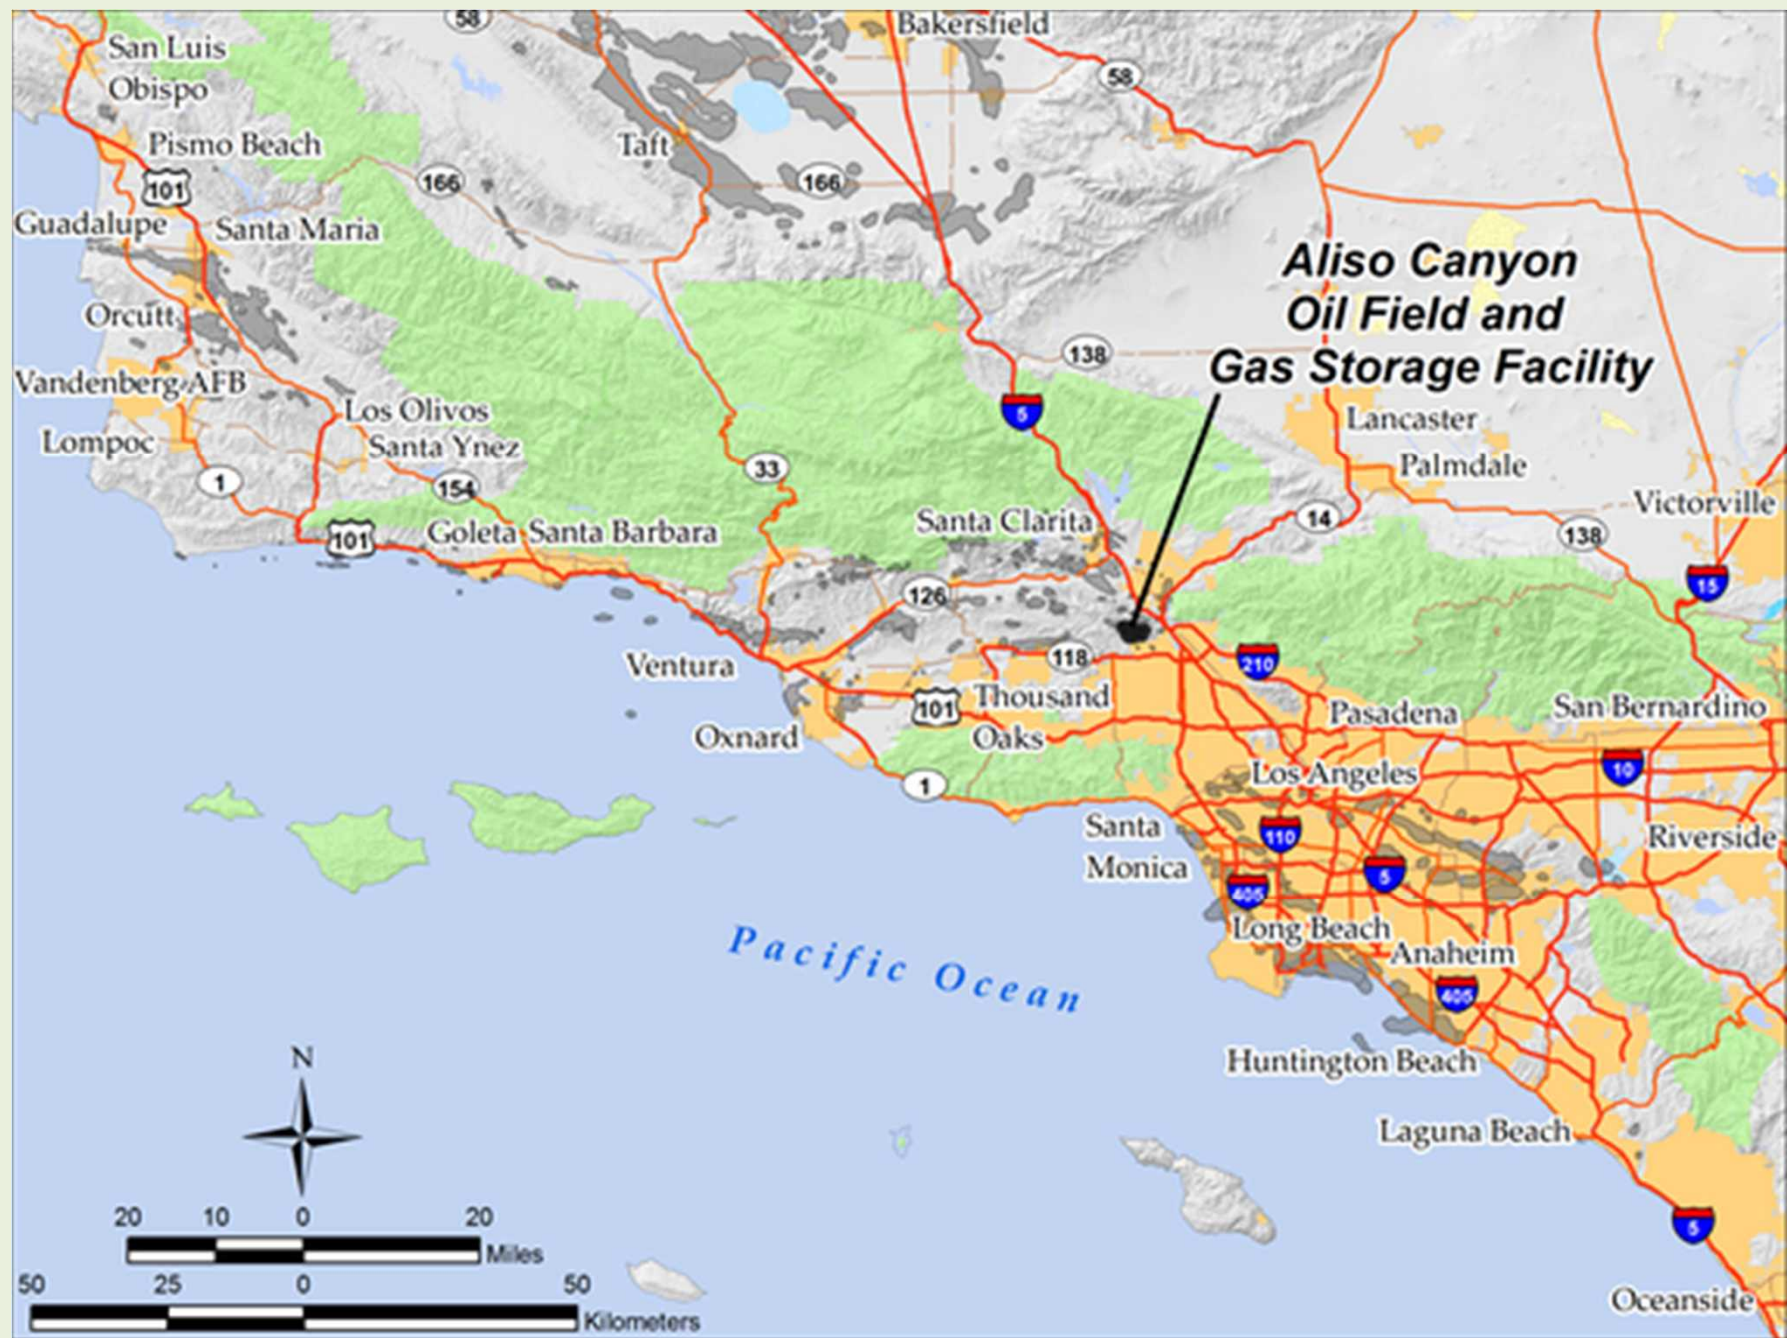 58
Bakersfield
San Luis
Obispo
58
Pismo Beach
Taft
101
166
166
Guadalupe
Santa Maria
Aliso Canyon
Oil Field and
Gas Storage Facility
Orcutt
138
Vandenberg AFB
Los Olivos
5
Lancaster
Lompoc
Santa Ynez
33
Palmdale
1
154
Victorville
Santa Clarita
14
101
Goleta
Santa Barbara
138
15
126
Ventura
118
210
101
Thousand
Oaks
Pasadena
San Bernardino
Oxnard
10
Los Angeles
1
Santa
Monica
110
Riverside
5
405
Long Beach
Anaheim
Pacific Ocean
405
Huntington Beach
N
Laguna Beach
20 10 0 20
Miles
5
50 25 0 50
Kilometers
Oceanside